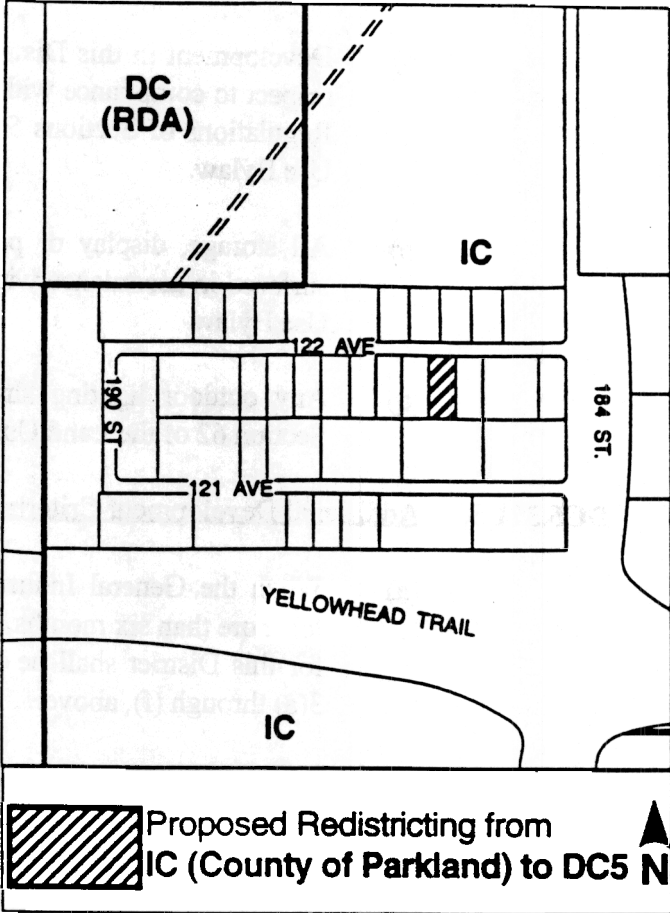 DC
(RDA)
IC
122 AVE
190 ST.
184 ST.
121 AVE
YELLOWHEAD TRAIL
IC
Proposed Redistricting from
IC (County of Parkland) to DC5
N